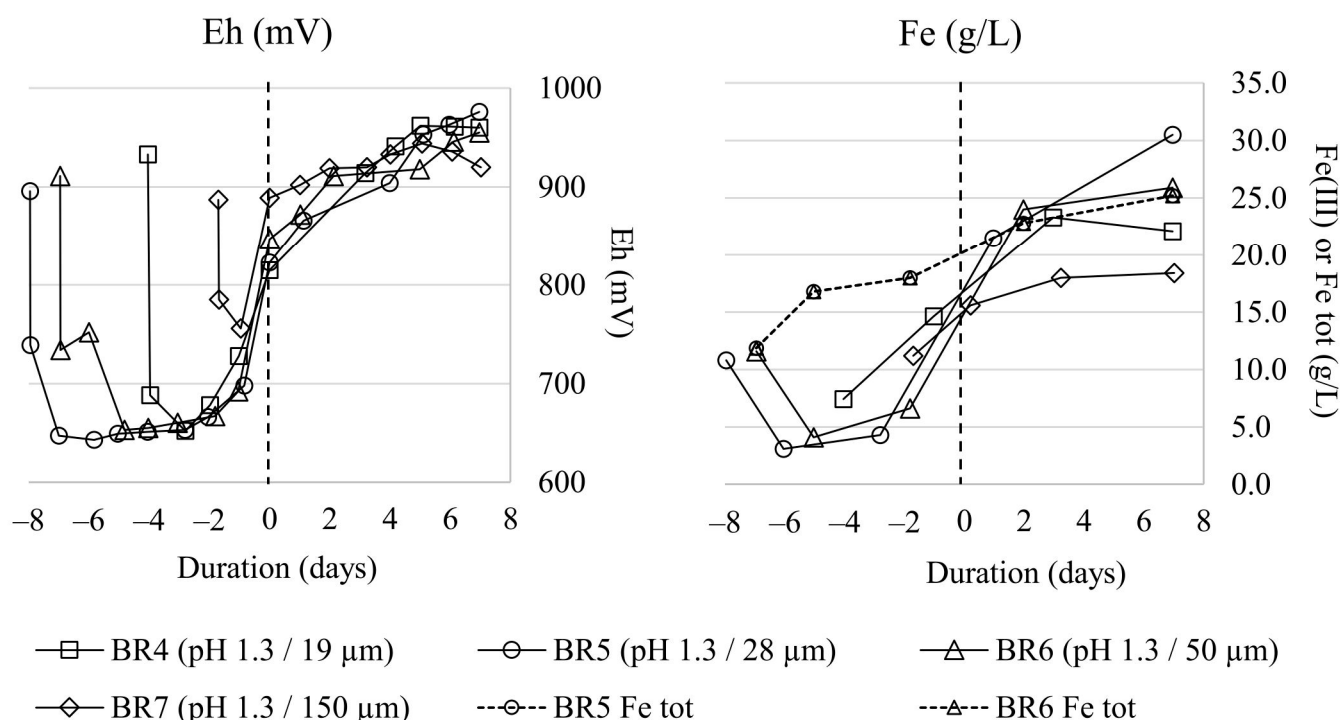 Eh (mV)
1000
900
800
700
600
Eh (mV)
–8 –6 –4 –2 0 2 4 6 8
Duration (days)
Fe (g/L)
35.0
30.0
25.0
20.0
15.0
10.0
5.0
0.0
Fe(III) or Fe tot (g/L)
–8 –6 –4 –2 0 2 4 6 8
Duration (days)
BR4 (pH 1.3 / 19 µm) BR5 (pH 1.3 / 28 µm) BR6 (pH 1.3 / 50 µm)
BR7 (pH 1.3 / 150 µm) BR5 Fe tot BR6 Fe tot